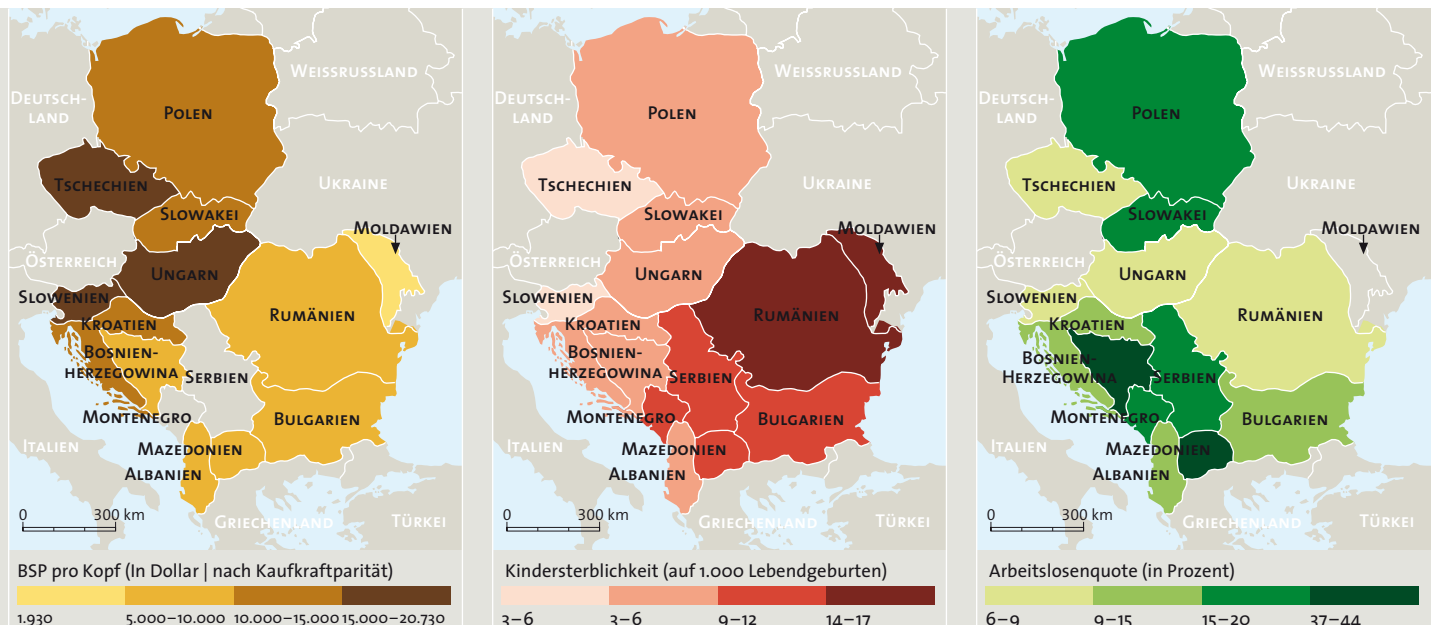 Weissrussland
Deutsch-
land
Polen
Tschechien
Ukraine
Slowakei
Moldawien
Österreich
Ungarn
Slowenien
Rumänien
Kroatien
Bosnien-
Herzegowina
Serbien
Montenegro
Bulgarien
Italien
Mazedonien
Albanien
0 300 km
Griechenland
Türkei
BSP pro Kopf (In Dollar | nach Kaufkraftparität)
1.930 5.000–10.000 10.000–15.000 15.000–20.730
Weissrussland
Deutsch-
land
Polen
Tschechien
Ukraine
Slowakei
Moldawien
Österreich
Ungarn
Slowenien
Rumänien
Kroatien
Bosnien-
Herzegowina
Serbien
Montenegro
Bulgarien
Italien
Mazedonien
Albanien
0 300 km
Griechenland
Türkei
Kindersterblichkeit (auf 1.000 Lebendgeburten)
3–6 3–6 9–12 14–17
Weissrussland
Deutsch-
land
Polen
Tschechien
Ukraine
Slowakei
Moldawien
Österreich
Ungarn
Slowenien
Rumänien
Kroatien
Bosnien-
Herzegowina
Serbien
Montenegro
Bulgarien
Italien
Mazedonien
Albanien
0 300 km
Griechenland
Türkei
Arbeitslosenquote (in Prozent)
6–9 9–15 15–20 37–44